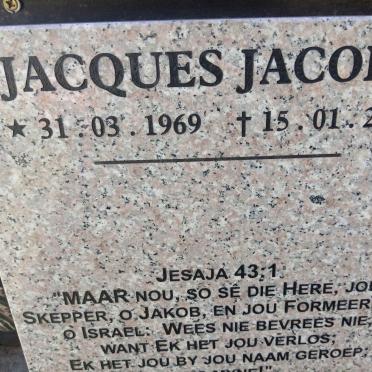 JACQUES JACO
★ 31.03.1969 † 15.01.2
JESAJA 43:1
"MAAR NOU, SO SÊ DIE HERE, JOU
SKEPPER, O JAKOB, EN JOU FORMEER
O ISRAEL: WEES NIE BEVREES NIE,
WANT EK HET JOU VERLOS;
EK HET JOU BY JOU NAAM GEROEP;